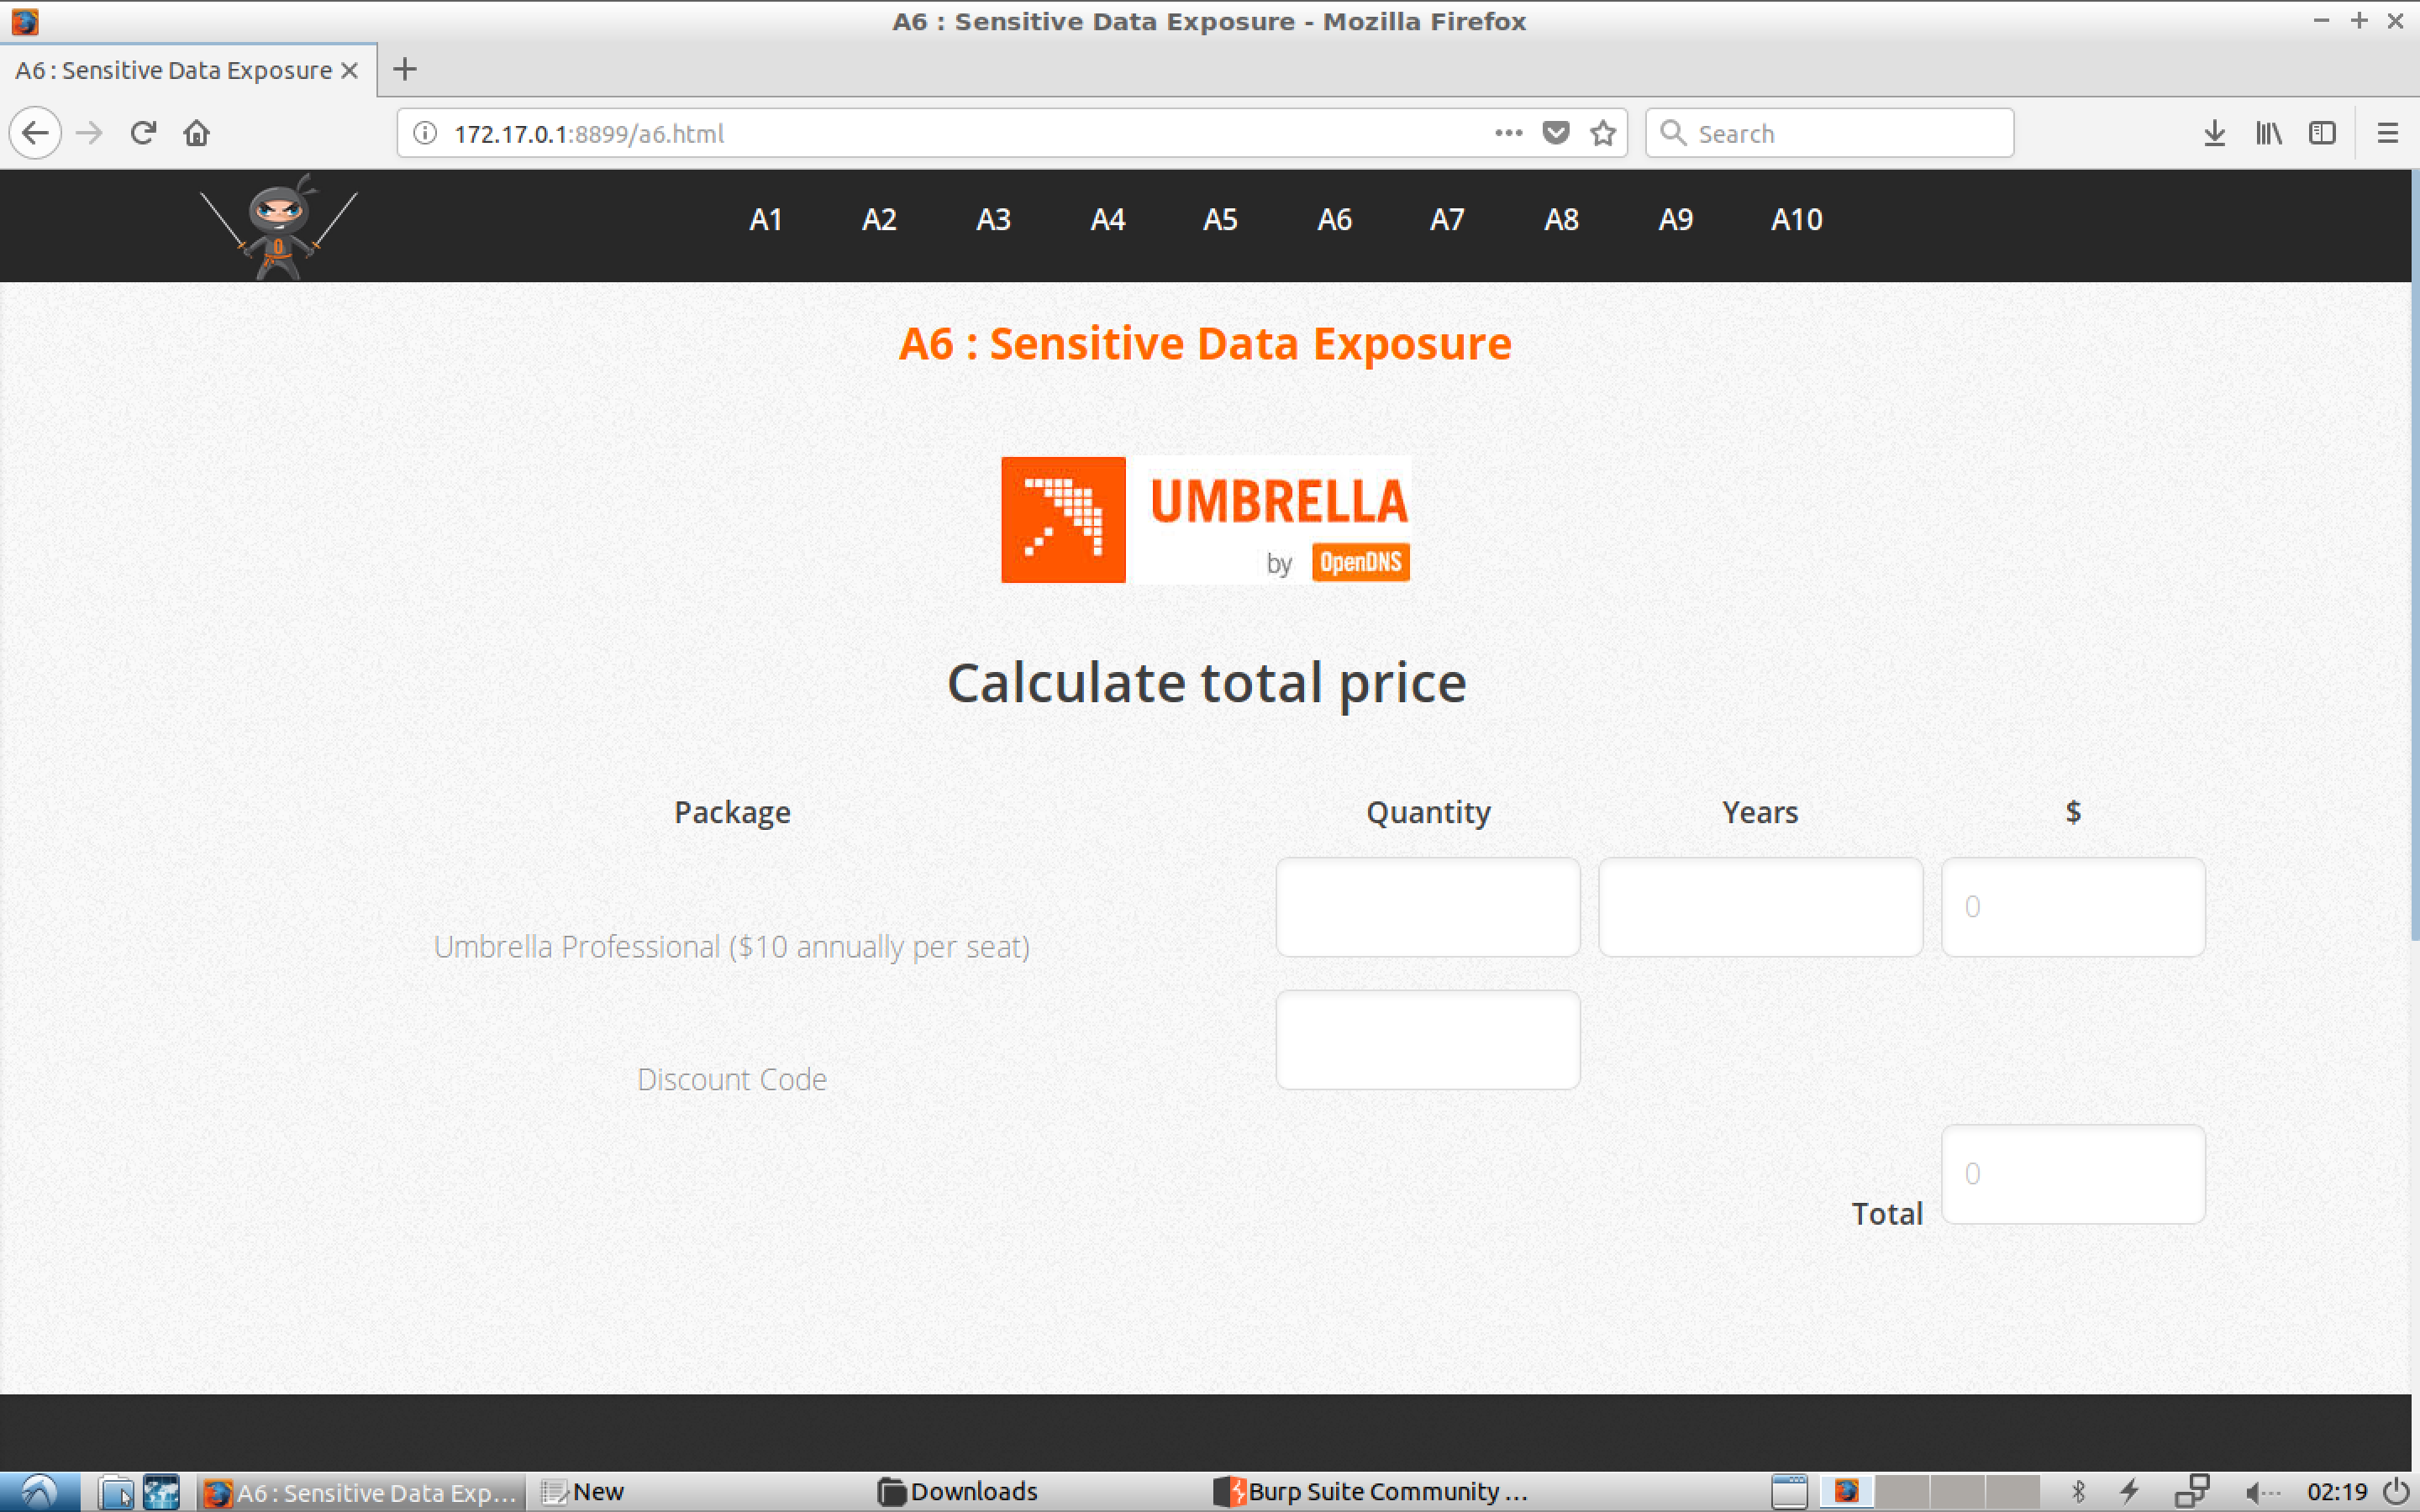 A6 : Sensitive Data Exposure - Mozilla Firefox
A6 : Sensitive Data Exposure
172.17.0.1:8899/a6.html
Search
A1 A2 A3 A4 A5 A6 A7 A8 A9 A10
A6 : Sensitive Data Exposure
UMBRELLA
by OpenDNS
Calculate total price
Package Quantity Years $
0
Umbrella Professional ($10 annually per seat)
Discount Code
0
Total
A6 : Sensitive Data Exp... New Downloads Burp Suite Community ... 02:19